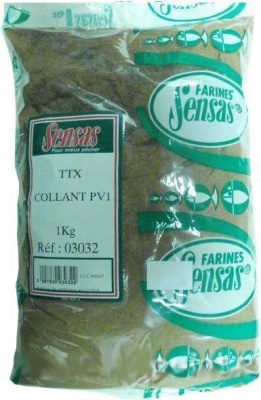 Sensas
Pour mieux pêcher
TTX
COLLANT PV1
1Kg
Réf : 03032
FARINES
Sensas®
FARINES
Sensas®